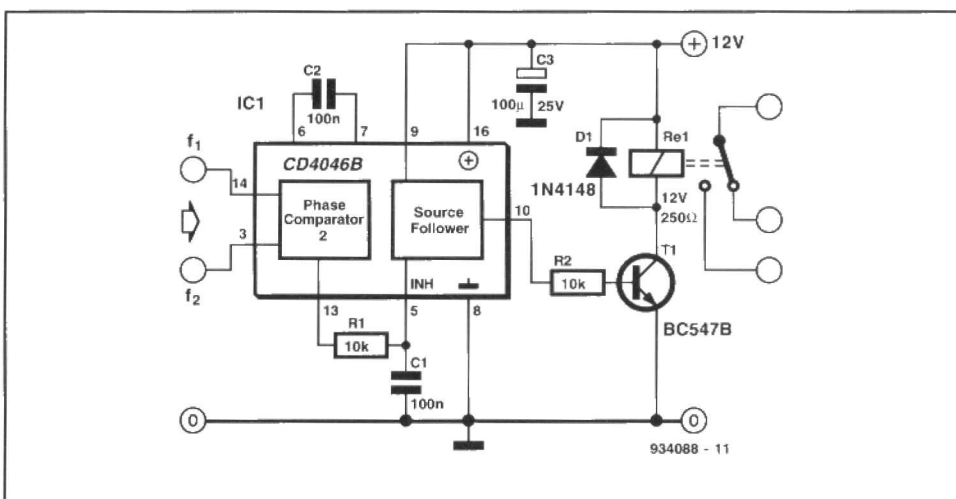 12V
C3
C2
IC1
100n
100µ
25V
6
7
9
16
D1
Re1
f1
CD4046B
1N4148
14
Phase
Comparator
2
Source
Follower
10
12V
250Ω
3
R2
T1
f2
INH
10k
13
5
8
BC547B
R1
10k
C1
100n
0
0
934088 - 11